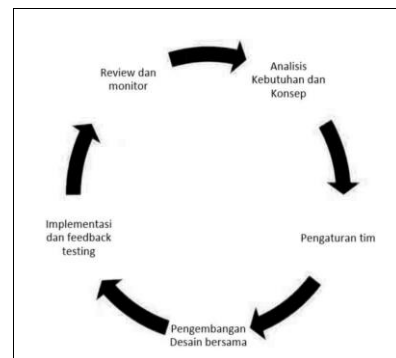 Review dan
monitor
Analisis
Kebutuhan dan
Konsep
Pengaturan tim
Pengembangan
Desain bersama
Implementasi
dan feedback
testing